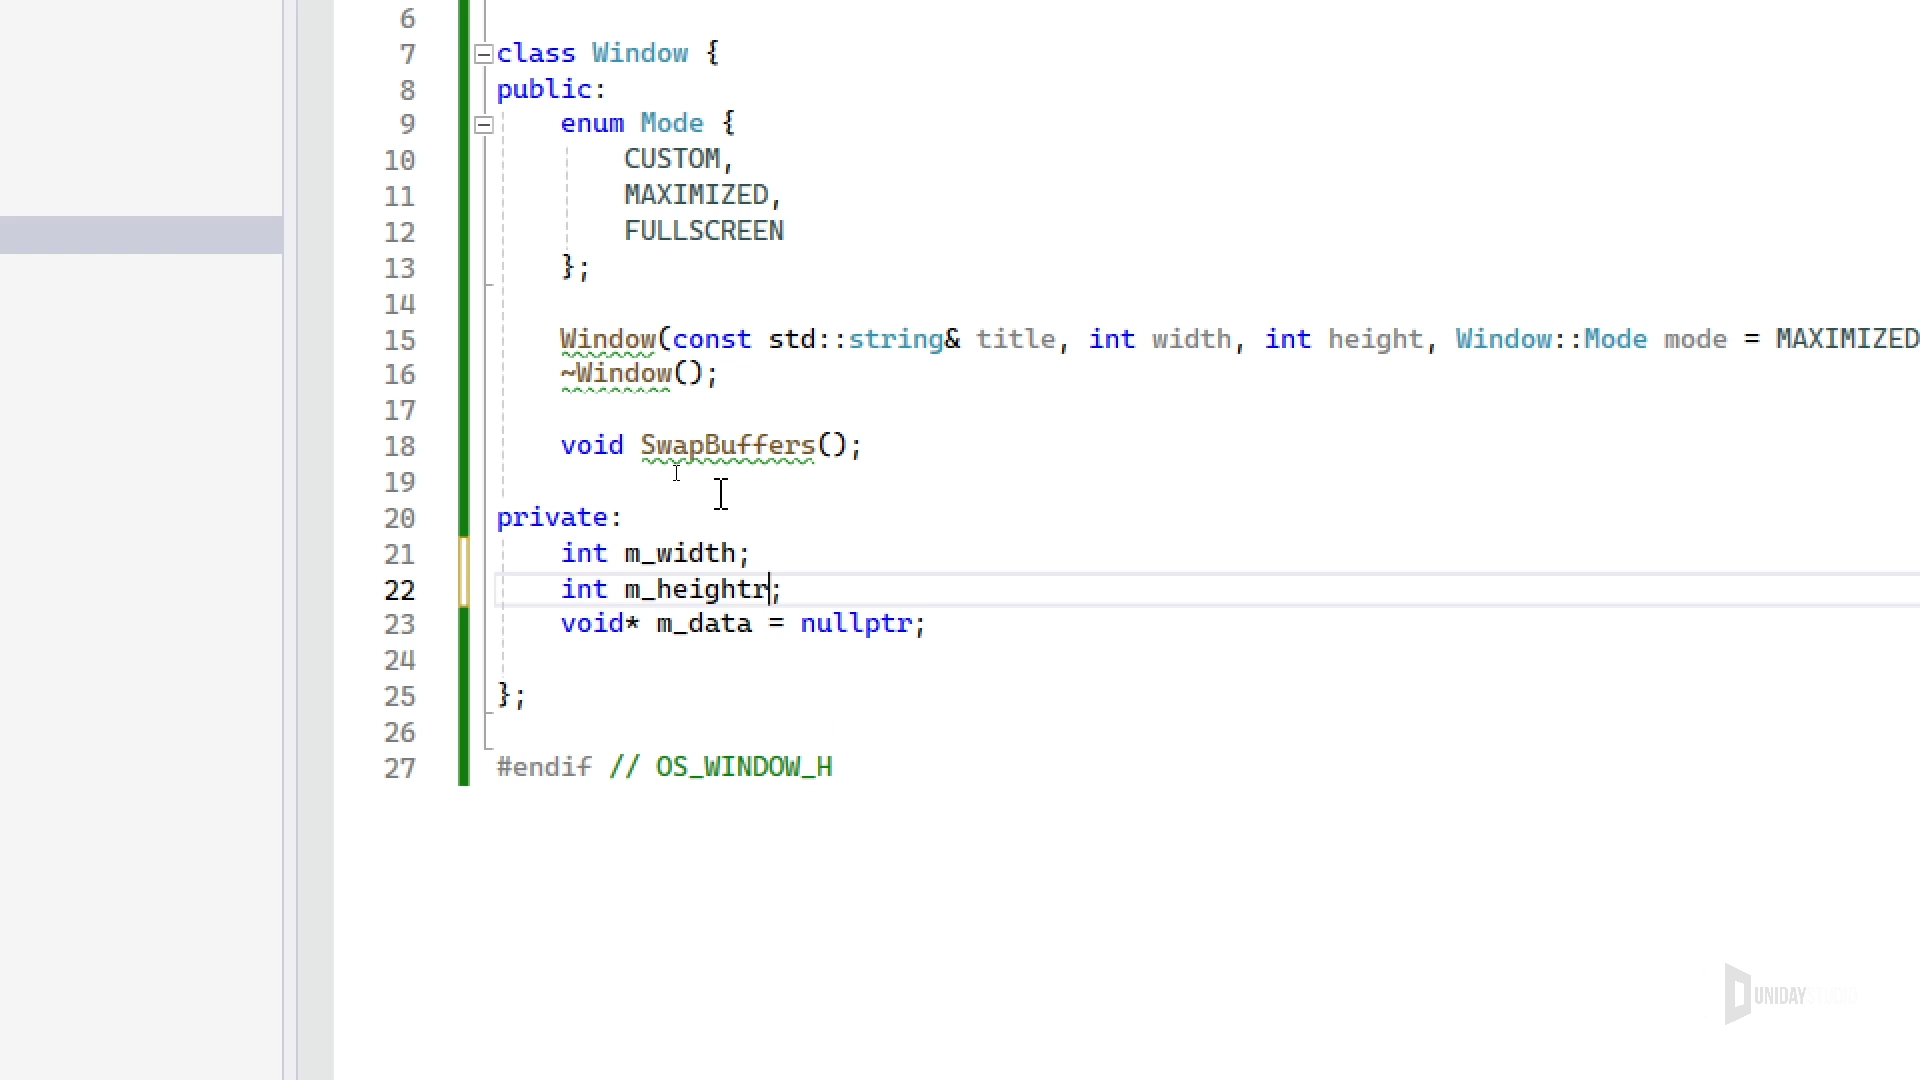 6
7 class Window {
8 public:
9 enum Mode {
10 CUSTOM,
11 MAXIMIZED,
12 FULLSCREEN
13 };
14
15 Window(const std::string& title, int width, int height, Window::Mode mode = MAXIMIZED
16 ~Window();
17
18 void SwapBuffers();
19
20 private:
21 int m_width;
22 int m_heightr;
23 void* m_data = nullptr;
24
25 };
26
27 #endif // OS_WINDOW_H
UNIDAY